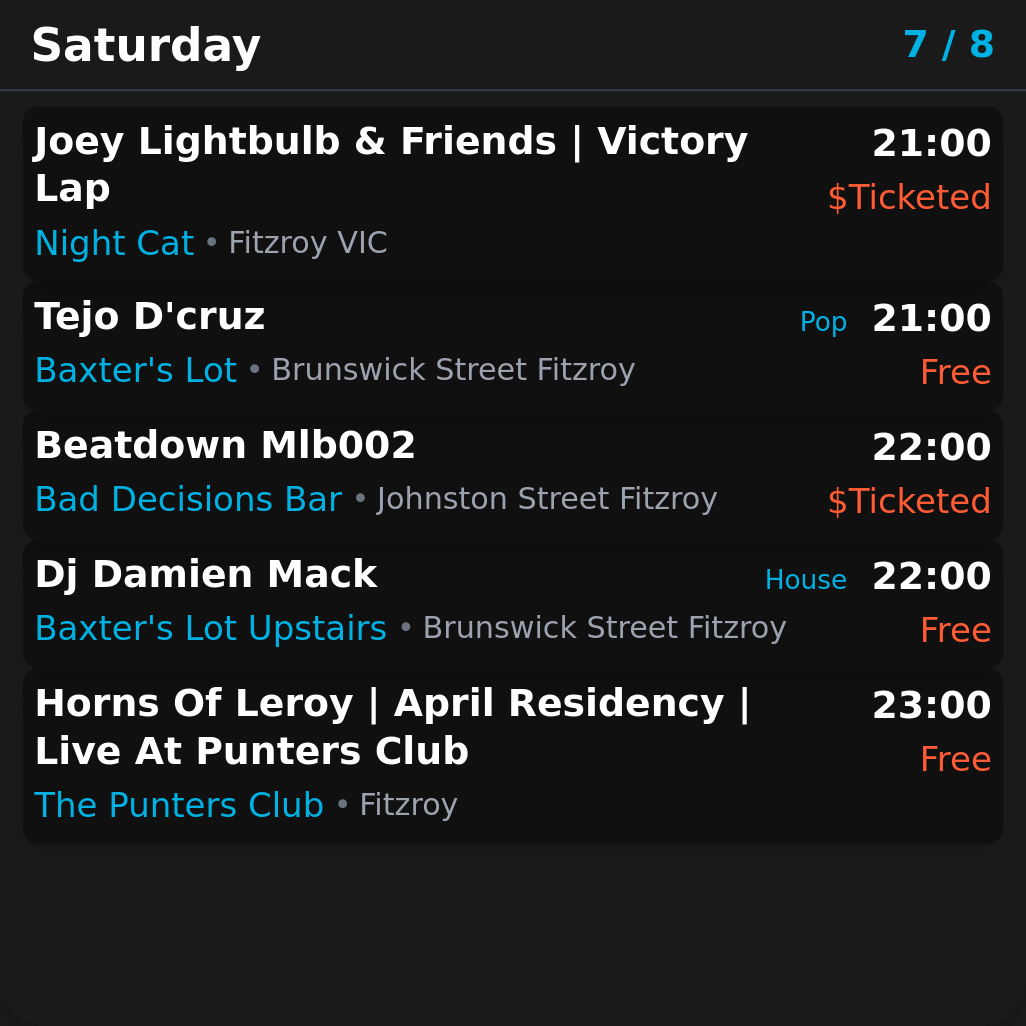 Saturday
7 / 8
Joey Lightbulb & Friends | Victory
Lap
21:00
$Ticketed
Night Cat • Fitzroy VIC
Tejo D'cruz
Pop
21:00
Baxter's Lot • Brunswick Street Fitzroy
Free
Beatdown Mlb002
22:00
Bad Decisions Bar • Johnston Street Fitzroy
$Ticketed
Dj Damien Mack
House
22:00
Baxter's Lot Upstairs • Brunswick Street Fitzroy
Free
Horns Of Leroy | April Residency |
Live At Punters Club
23:00
Free
The Punters Club • Fitzroy